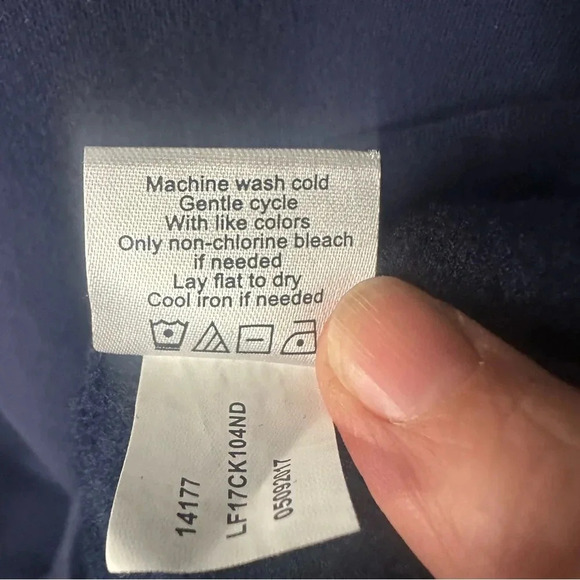 Machine wash cold
Gentle cycle
With like colors
Only non-chlorine bleach
if needed
Lay flat to dry
Cool iron if needed
14177
LF17CK104ND
05092017